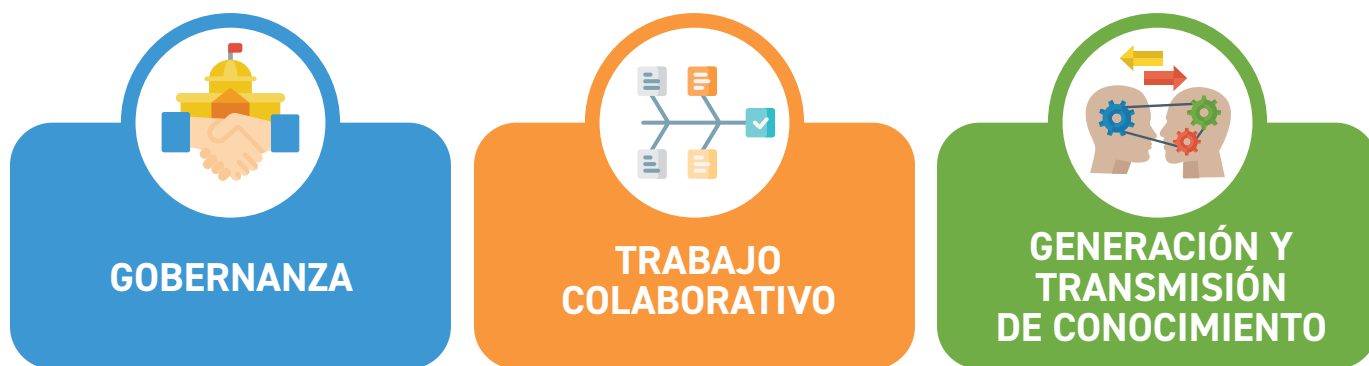 GOBERNANZA
TRABAJO
COLABORATIVO
GENERACIÓN Y
TRANSMISIÓN
DE CONOCIMIENTO